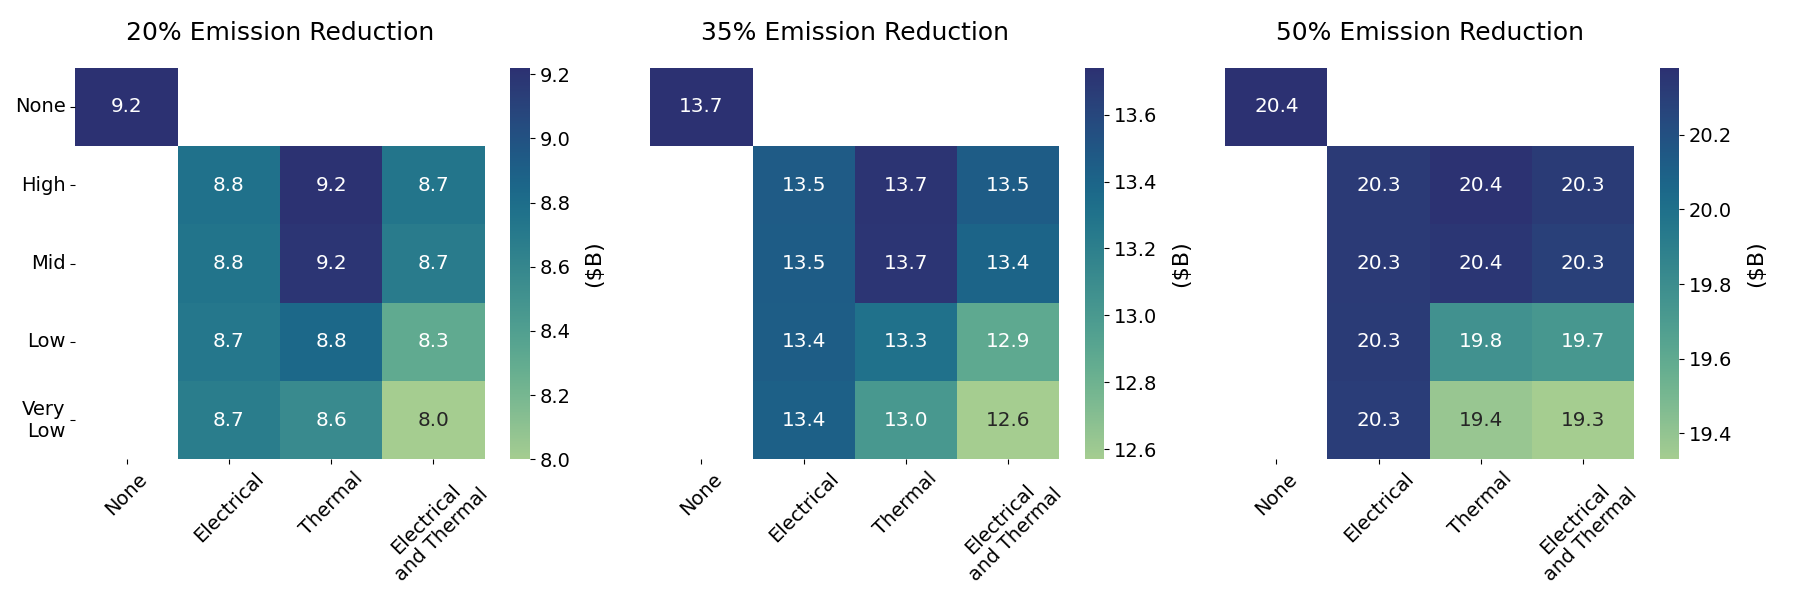 20% Emission Reduction
35% Emission Reduction
50% Emission Reduction
None
9.2
High
8.8 9.2 8.7
Mid
8.8 9.2 8.7
Low
8.7 8.8 8.3
Very
Low
8.7 8.6 8.0
None
Electrical
Thermal
Electrical
and Thermal
9.2
9.0
8.8
8.6
8.4
8.2
8.0
($B)
13.7
13.5 13.7 13.5
13.5 13.7 13.4
13.4 13.3 12.9
13.4 13.0 12.6
None
Electrical
Thermal
Electrical
and Thermal
13.6
13.4
13.2
13.0
12.8
12.6
($B)
20.4
20.3 20.4 20.3
20.3 20.4 20.3
20.3 19.8 19.7
20.3 19.4 19.3
None
Electrical
Thermal
Electrical
and Thermal
20.2
20.0
19.8
19.6
19.4
($B)